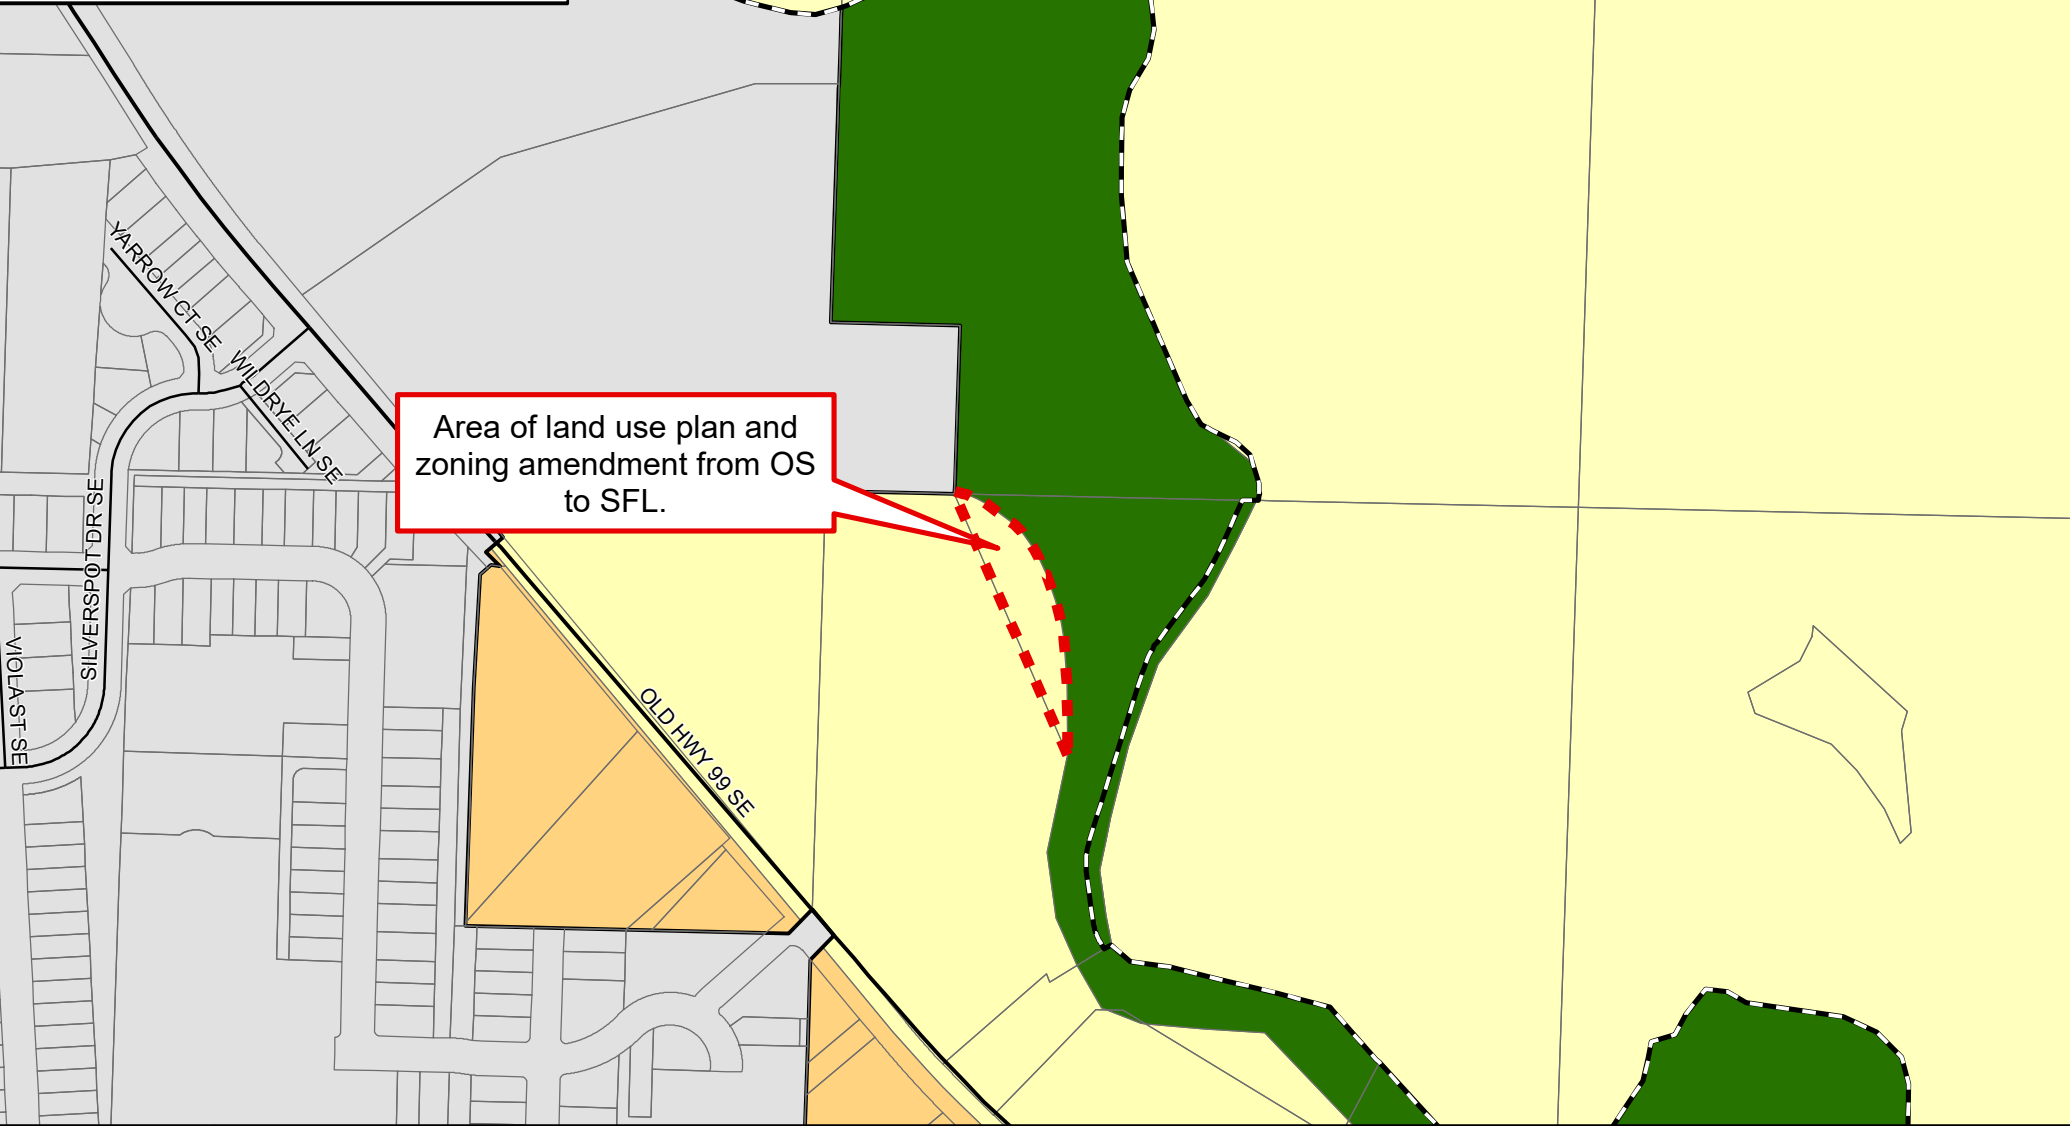 YARROW CT SE
WILDRYE LN SE
Area of land use plan and
zoning amendment from OS
to SFL.
SILVERSPOT DR SE
VIOLA ST SE
OLD HWY 99 SE